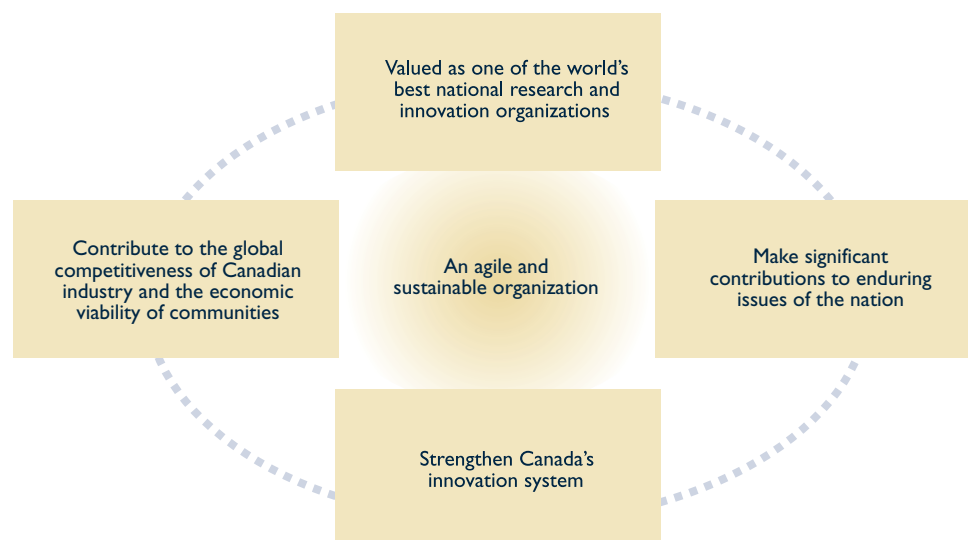 Valued as one of the world’s
best national research and
innovation organizations
Contribute to the global
competitiveness of Canadian
industry and the economic
viability of communities
An agile and
sustainable organization
Make significant
contributions to enduring
issues of the nation
Strengthen Canada’s
innovation system